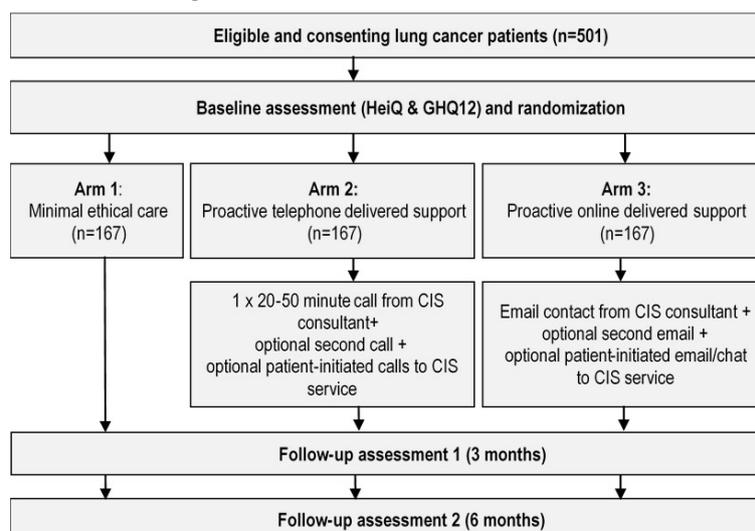 Eligible and consenting lung cancer patients (n=501)
Baseline assessment (HeiQ & GHQ12) and randomization
Arm 1:
Minimal ethical care
(n=167)
Arm 2:
Proactive telephone delivered support
(n=167)
Arm 3:
Proactive online delivered support
(n=167)
1 x 20-50 minute call from CIS
consultant+
optional second call +
optional patient-initiated calls to CIS
service
Email contact from CIS consultant +
optional second email +
optional patient-initiated email/chat
to CIS service
Follow-up assessment 1 (3 months)
Follow-up assessment 2 (6 months)